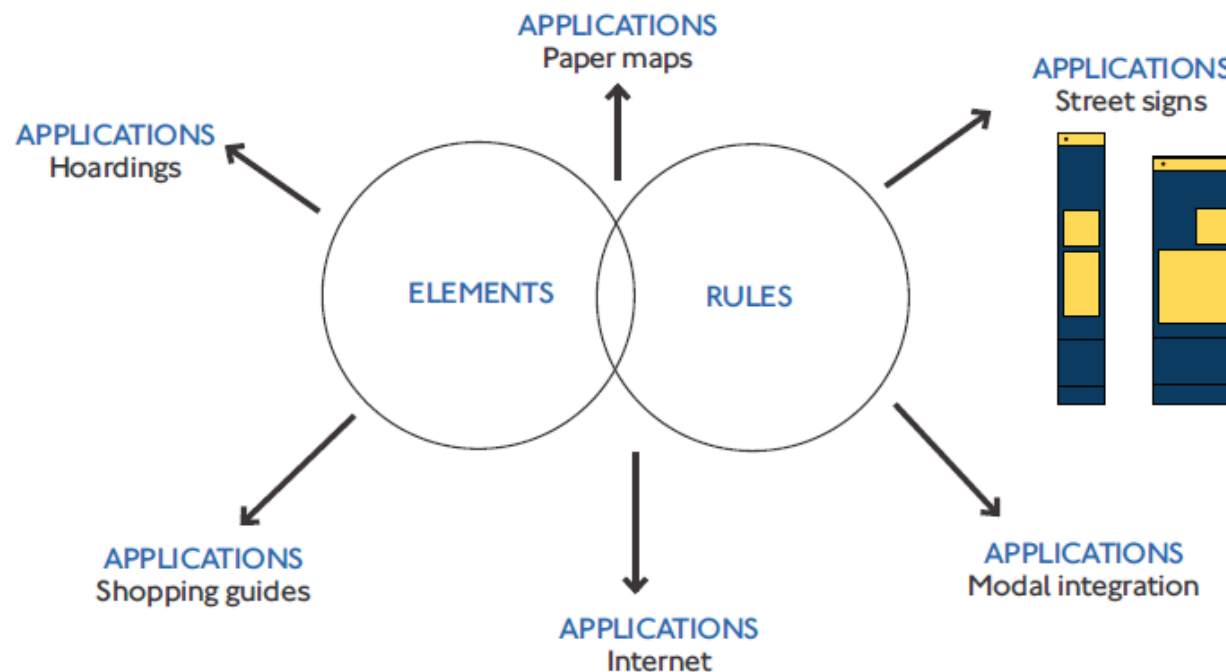 APPLICATIONS
Paper maps
APPLICATIONS
Street signs
APPLICATIONS
Hoardings
ELEMENTS
RULES
APPLICATIONS
Shopping guides
APPLICATIONS
Modal integration
APPLICATIONS
Internet